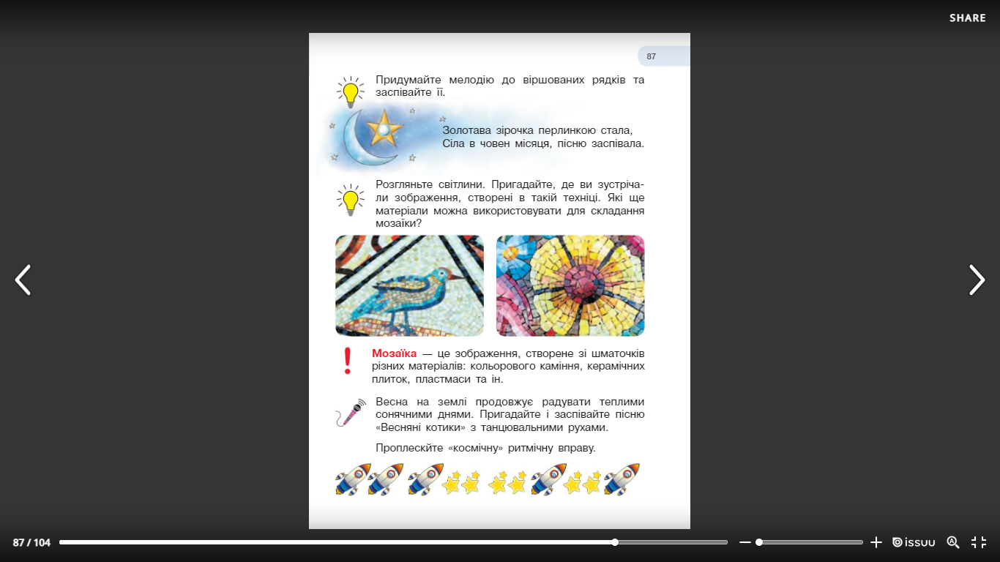 SHARE
87
Придумайте мелодію до віршованих рядків та
заспівайте її.
Золотава зірочка перлинкою стала,
Сіла в човен місяця, пісню заспівала.
Розгляньте світлини. Пригадайте, де ви зустріча-
ли зображення, створені в такій техніці. Які ще
матеріали можна використовувати для складання
мозаїки?
Мозаїка — це зображення, створене зі шматочків
різних матеріалів: кольорового каміння, керамічних
плиток, пластмаси та ін.
Весна на землі продовжує радувати теплими
сонячними днями. Пригадайте і заспівайте пісню
«Весняні котики» з танцювальними рухами.
Проплескйте «космічну» ритмічну вправу.
87 / 104
issuu